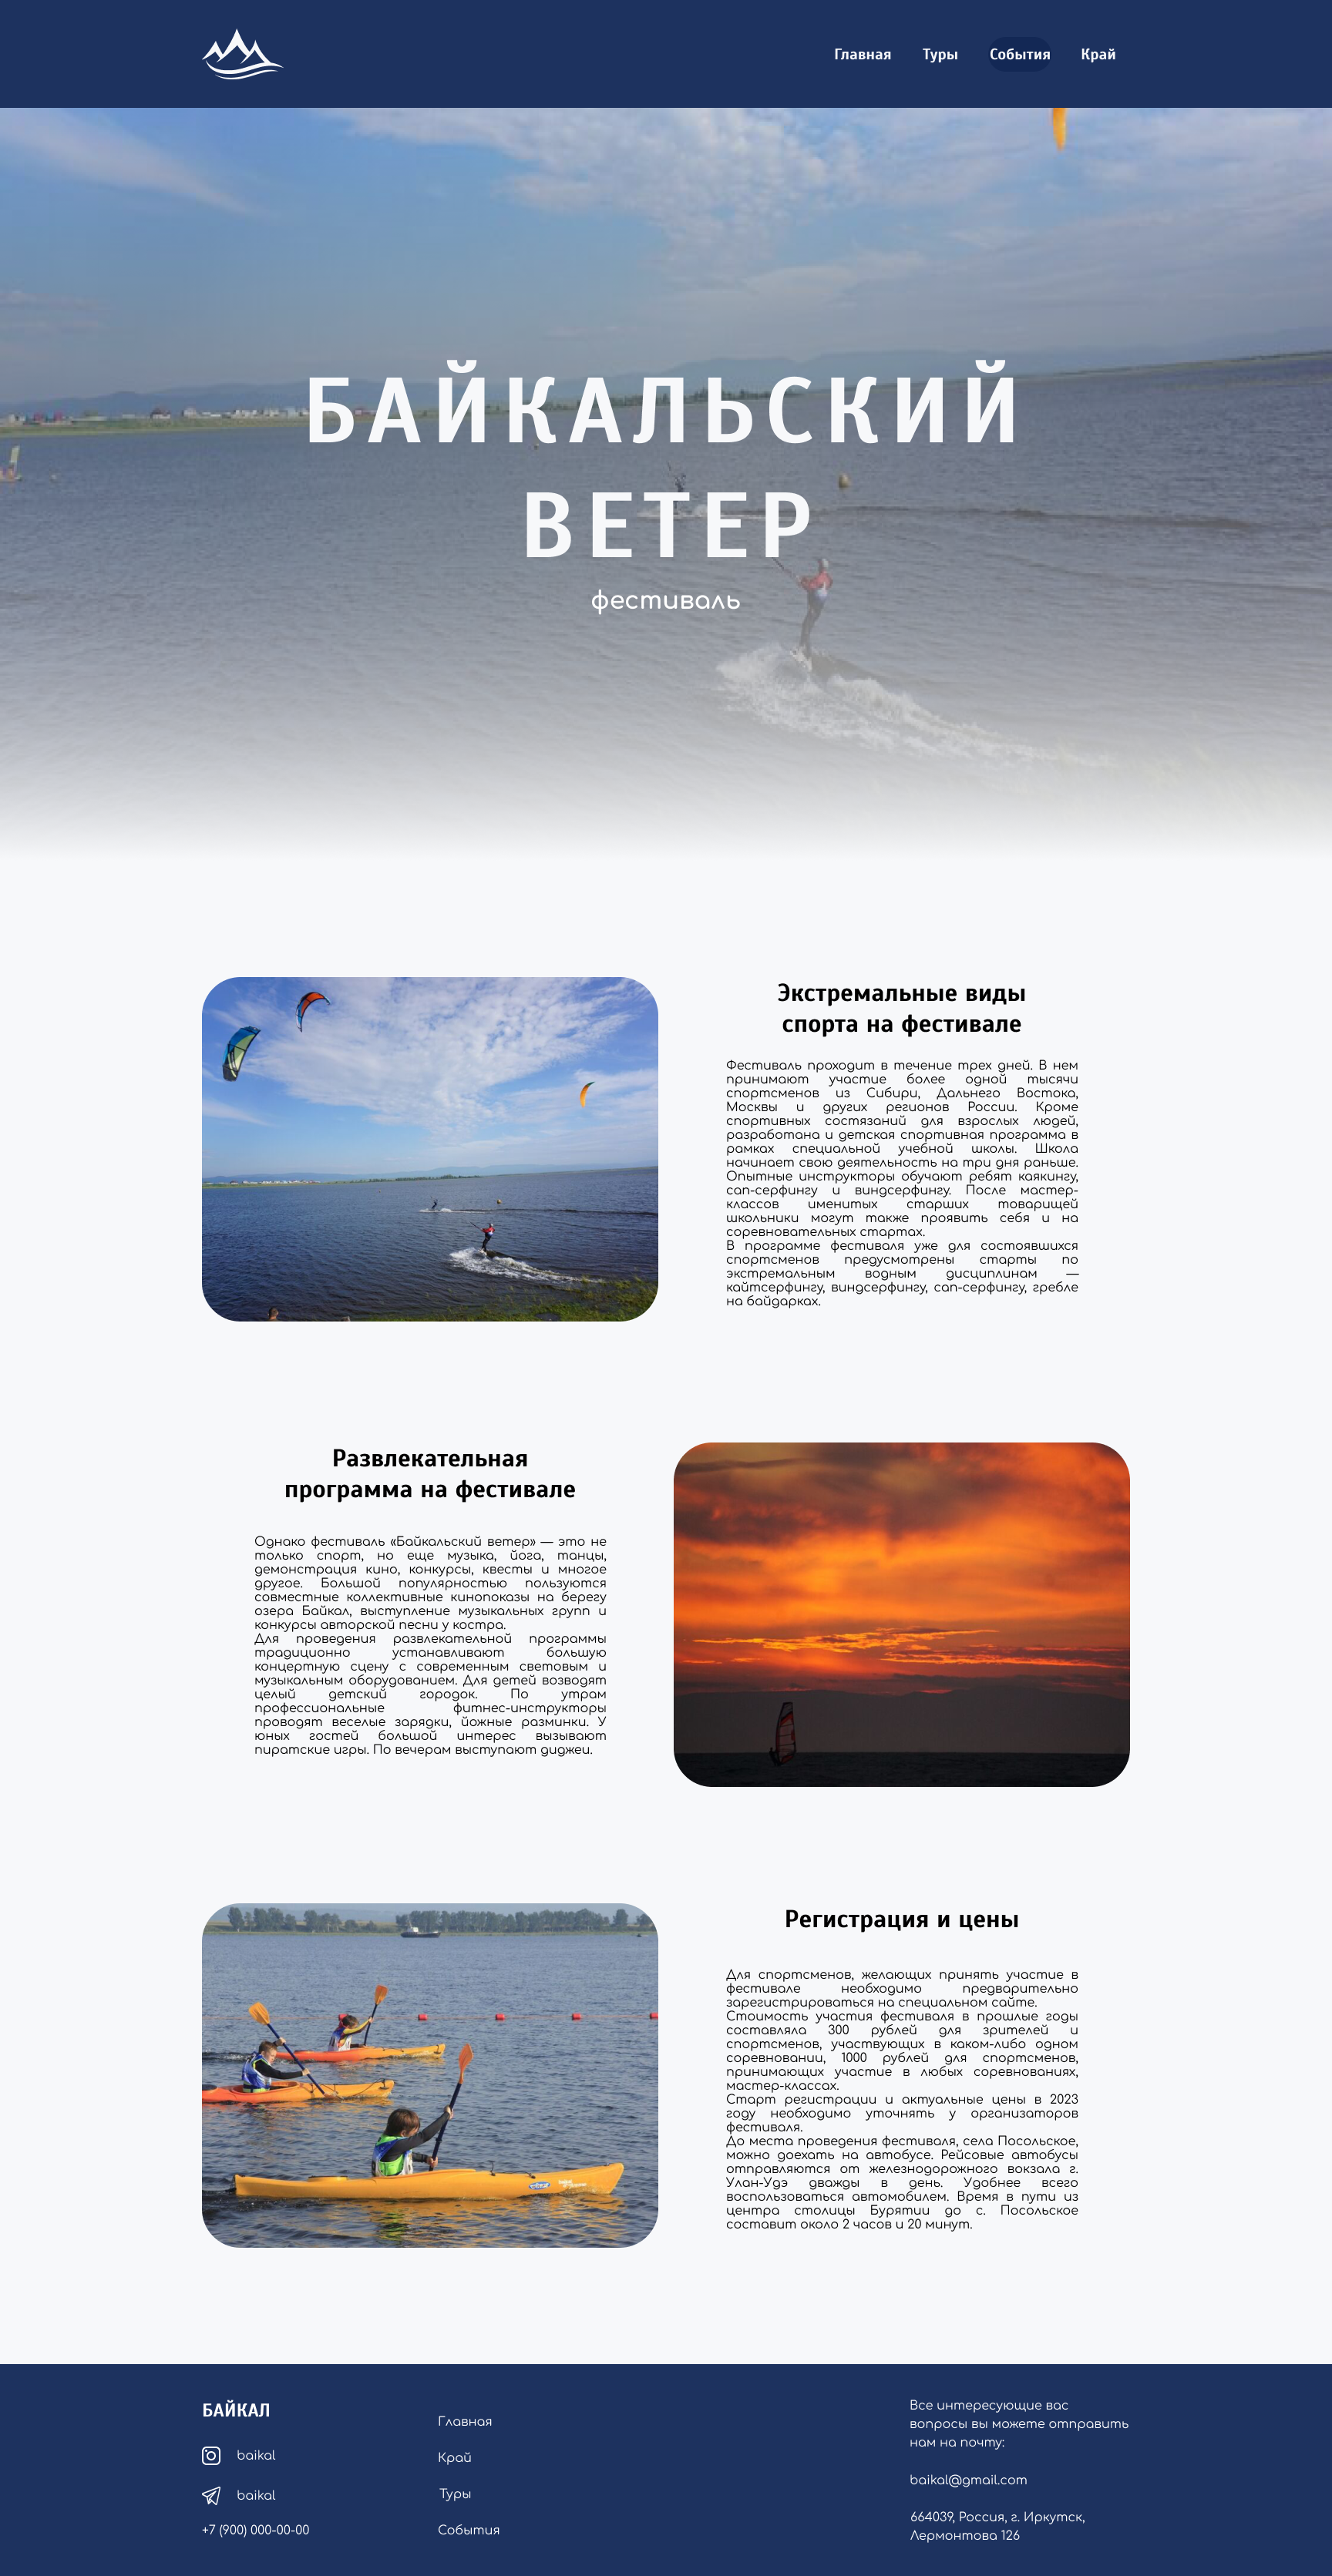 Главная Туры События Край
БАЙКАЛЬСКИЙ
ВЕТЕР
фестиваль
Экстремальные виды
спорта на фестивале
Фестиваль проходит в течение трех дней. В нем
принимают участие более одной тысячи
спортсменов из Сибири, Дальнего Востока,
Москвы и других регионов России. Кроме
спортивных состязаний для взрослых людей,
разработана и детская спортивная программа в
рамках специальной учебной школы. Школа
начинает свою деятельность на три дня раньше.
Опытные инструкторы обучают ребят каякингу,
сап-серфингу и виндсерфингу. После мастер-
классов именитых старших товарищей
школьники могут также проявить себя и на
соревновательных стартах.
В программе фестиваля уже для состоявшихся
спортсменов предусмотрены старты по
экстремальным водным дисциплинам —
кайтсерфингу, виндсерфингу, сап-серфингу, гребле
на байдарках.
Развлекательная
программа на фестивале
Однако фестиваль «Байкальский ветер» — это не
только спорт, но еще музыка, йога, танцы,
демонстрация кино, конкурсы, квесты и многое
другое. Большой популярностью пользуются
совместные коллективные кинопоказы на берегу
озера Байкал, выступление музыкальных групп и
конкурсы авторской песни у костра.
Для проведения развлекательной программы
традиционно устанавливают большую
концертную сцену с современным световым и
музыкальным оборудованием. Для детей возводят
целый детский городок. По утрам
профессиональные фитнес-инструкторы
проводят веселые зарядки, йожные разминки. У
юных гостей большой интерес вызывают
пиратские игры. По вечерам выступают диджеи.
Регистрация и цены
Для спортсменов, желающих принять участие в
фестивале необходимо предварительно
зарегистрироваться на специальном сайте.
Стоимость участия фестиваля в прошлые годы
составляла 300 рублей для зрителей и
спортсменов, участвующих в каком-либо одном
соревновании, 1000 рублей для спортсменов,
принимающих участие в любых соревнованиях,
мастер-классах.
Старт регистрации и актуальные цены в 2023
году необходимо уточнять у организаторов
фестиваля.
До места проведения фестиваля, села Посольское,
можно доехать на автобусе. Рейсовые автобусы
отправляются от железнодорожного вокзала г.
Улан-Удэ дважды в день. Удобнее всего
воспользоваться автомобилем. Время в пути из
центра столицы Бурятии до с. Посольское
составит около 2 часов и 20 минут.
БАЙКАЛ
baikal
baikal
+7 (900) 000-00-00
Главная
Край
Туры
События
Все интересующие вас
вопросы вы можете отправить
нам на почту:
baikal@gmail.com
664039, Россия, г. Иркутск,
Лермонтова 126